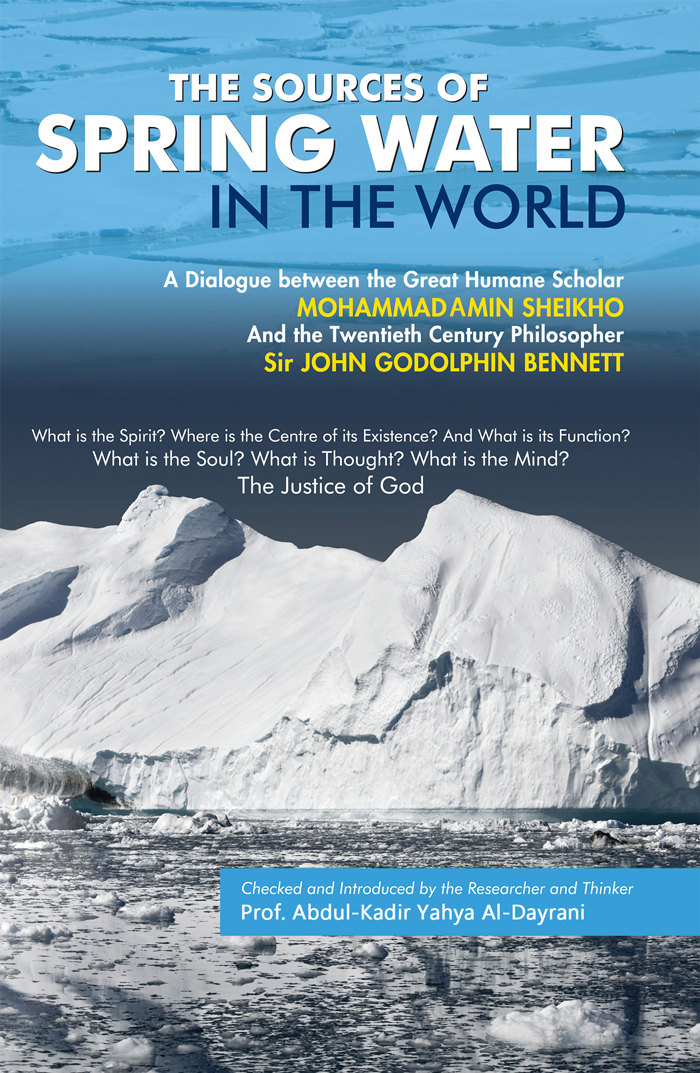 THE SOURCES OF
SPRING WATER
IN THE WORLD
A Dialogue between the Great Humane Scholar
MOHAMMAD AMIN SHEIKHO
And the Twentieth Century Philosopher
Sir JOHN GODOLPHIN BENNETT
What is the Spirit? Where is the Centre of its Existence? And What is its Function?
What is the Soul? What is Thought? What is the Mind?
The Justice of God
Checked and Introduced by the Researcher and Thinker
Prof. Abdul-Kadir Yahya Al-Dayrani